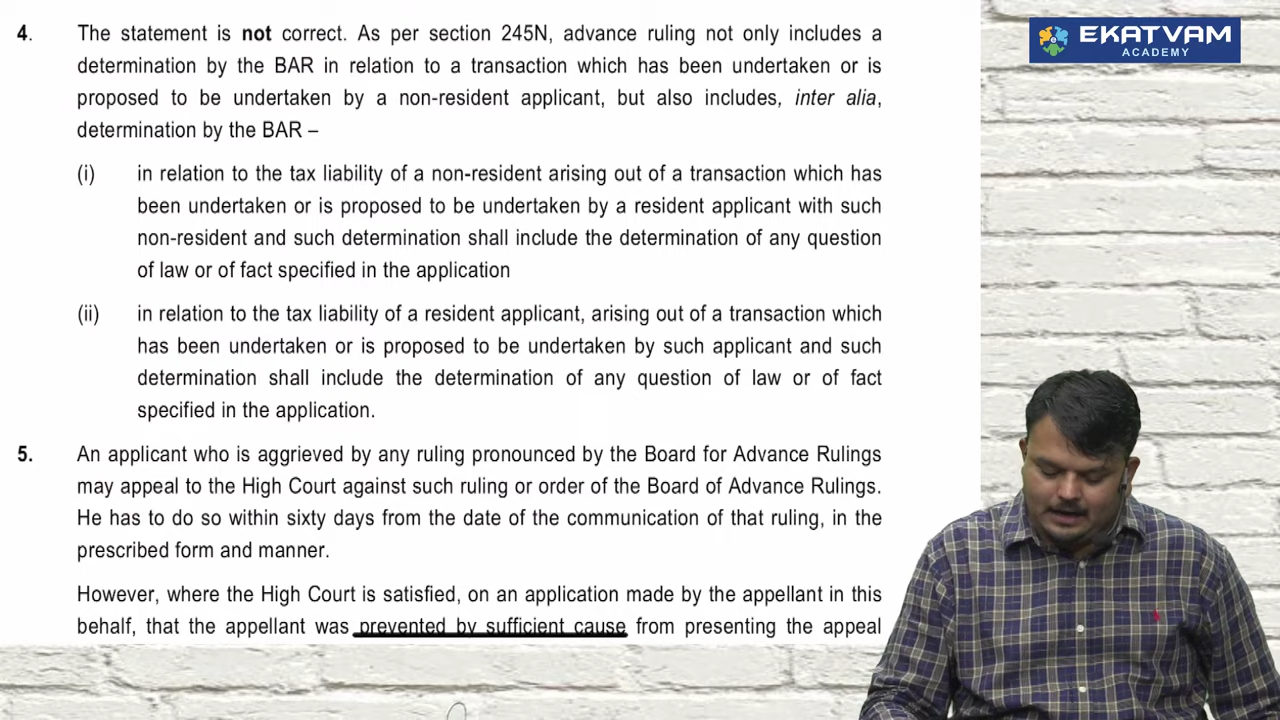 4. The statement is not correct. As per section 245N, advance ruling not only includes a
determination by the BAR in relation to a transaction which has been undertaken or is
proposed to be undertaken by a non-resident applicant, but also includes, inter alia,
determination by the BAR –
(i) in relation to the tax liability of a non-resident arising out of a transaction which has
been undertaken or is proposed to be undertaken by a resident applicant with such
non-resident and such determination shall include the determination of any question
of law or of fact specified in the application
(ii) in relation to the tax liability of a resident applicant, arising out of a transaction which
has been undertaken or is proposed to be undertaken by such applicant and such
determination shall include the determination of any question of law or of fact
specified in the application.
5. An applicant who is aggrieved by any ruling pronounced by the Board for Advance Rulings
may appeal to the High Court against such ruling or order of the Board of Advance Rulings.
He has to do so within sixty days from the date of the communication of that ruling, in the
prescribed form and manner.
However, where the High Court is satisfied, on an application made by the appellant in this
behalf, that the appellant was prevented by sufficient cause from presenting the appeal
EKATVAM
ACADEMY